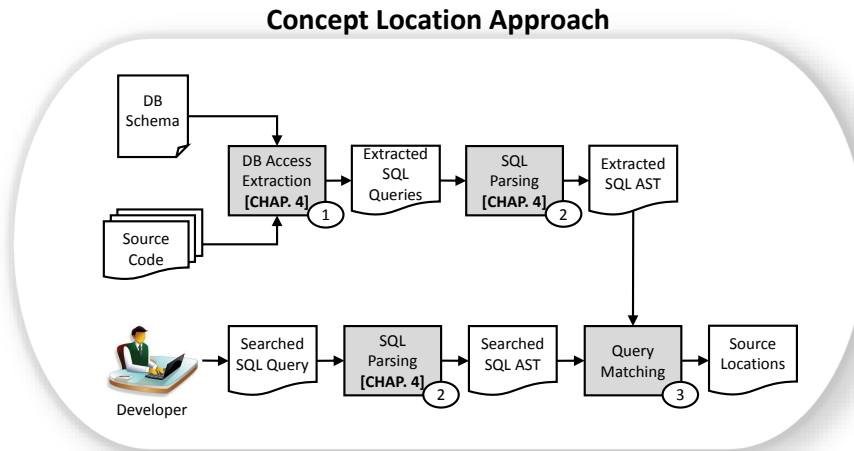 Concept Location Approach
DB
Schema
DB Access
Extraction
[CHAP. 4]
1
Extracted
SQL
Queries
SQL
Parsing
[CHAP. 4]
2
Extracted
SQL AST
Source
Code
Developer
Searched
SQL Query
SQL
Parsing
[CHAP. 4]
2
Searched
SQL AST
Query
Matching
3
Source
Locations